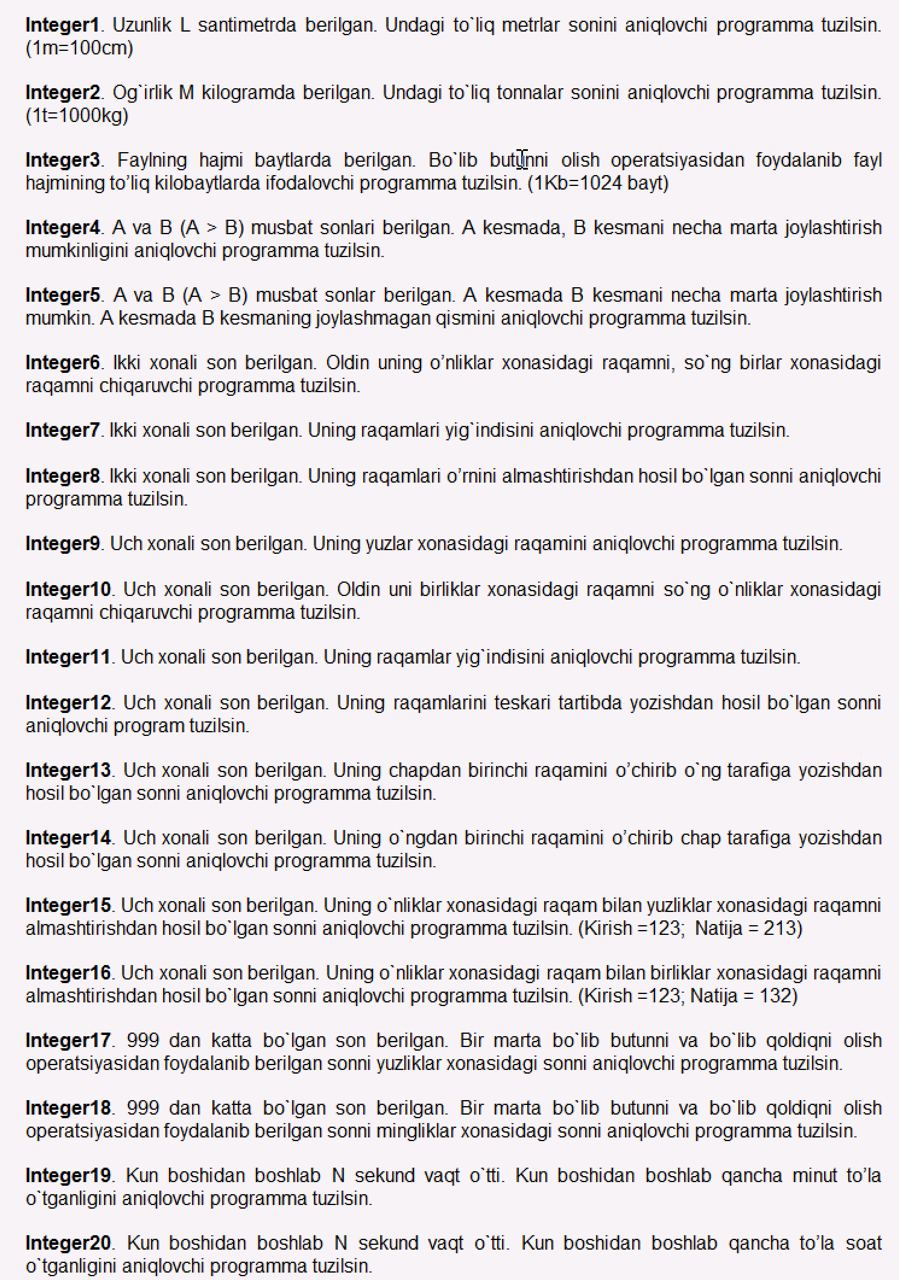 Integer1. Uzunlik L santimetrda berilgan. Undagi to`liq metrlar sonini aniqlovchi programma tuzilsin.
(1m=100cm)
Integer2. Og`irlik M kilogramda berilgan. Undagi to`liq tonnalar sonini aniqlovchi programma tuzilsin.
(1t=1000kg)
Integer3. Faylning hajmi baytlarda berilgan. Bo`lib butunni olish operatsiyasidan foydalanib fayl
hajmining to’liq kilobaytlarda ifodalovchi programma tuzilsin. (1Kb=1024 bayt)
Integer4. A va B (A > B) musbat sonlari berilgan. A kesmada, B kesmani necha marta joylashtirish
mumkinligini aniqlovchi programma tuzilsin.
Integer5. A va B (A > B) musbat sonlar berilgan. A kesmada B kesmani necha marta joylashtirish
mumkin. A kesmada B kesmaning joylashmagan qismini aniqlovchi programma tuzilsin.
Integer6. Ikki xonali son berilgan. Oldin uning o’nliklar xonasidagi raqamni, so`ng birlar xonasidagi
raqamni chiqaruvchi programma tuzilsin.
Integer7. Ikki xonali son berilgan. Uning raqamlari yig`indisini aniqlovchi programma tuzilsin.
Integer8. Ikki xonali son berilgan. Uning raqamlari o’rnini almashtirishdan hosil bo`lgan sonni aniqlovchi
programma tuzilsin.
Integer9. Uch xonali son berilgan. Uning yuzlar xonasidagi raqamini aniqlovchi programma tuzilsin.
Integer10. Uch xonali son berilgan. Oldin uni birliklar xonasidagi raqamni so`ng o`nliklar xonasidagi
raqamni chiqaruvchi programma tuzilsin.
Integer11. Uch xonali son berilgan. Uning raqamlar yig`indisini aniqlovchi programma tuzilsin.
Integer12. Uch xonali son berilgan. Uning raqamlarini teskari tartibda yozishdan hosil bo`lgan sonni
aniqlovchi program tuzilsin.
Integer13. Uch xonali son berilgan. Uning chapdan birinchi raqamini o’chirib o`ng tarafiga yozishdan
hosil bo`lgan sonni aniqlovchi programma tuzilsin.
Integer14. Uch xonali son berilgan. Uning o`ngdan birinchi raqamini o’chirib chap tarafiga yozishdan
hosil bo`lgan sonni aniqlovchi programma tuzilsin.
Integer15. Uch xonali son berilgan. Uning o`nliklar xonasidagi raqam bilan yuzliklar xonasidagi raqamni
almashtirishdan hosil bo`lgan sonni aniqlovchi programma tuzilsin. (Kirish =123; Natija = 213)
Integer16. Uch xonali son berilgan. Uning o`nliklar xonasidagi raqam bilan birliklar xonasidagi raqamni
almashtirishdan hosil bo`lgan sonni aniqlovchi programma tuzilsin. (Kirish =123; Natija = 132)
Integer17. 999 dan katta bo`lgan son berilgan. Bir marta bo`lib butunni va bo`lib qoldiqni olish
operatsiyasidan foydalanib berilgan sonni yuzliklar xonasidagi sonni aniqlovchi programma tuzilsin.
Integer18. 999 dan katta bo`lgan son berilgan. Bir marta bo`lib butunni va bo`lib qoldiqni olish
operatsiyasidan foydalanib berilgan sonni mingliklar xonasidagi sonni aniqlovchi programma tuzilsin.
Integer19. Kun boshidan boshlab N sekund vaqt o`tti. Kun boshidan boshlab qancha minut to’la
o`tganligini aniqlovchi programma tuzilsin.
Integer20. Kun boshidan boshlab N sekund vaqt o`tti. Kun boshidan boshlab qancha to’la soat
o`tganligini aniqlovchi programma tuzilsin.